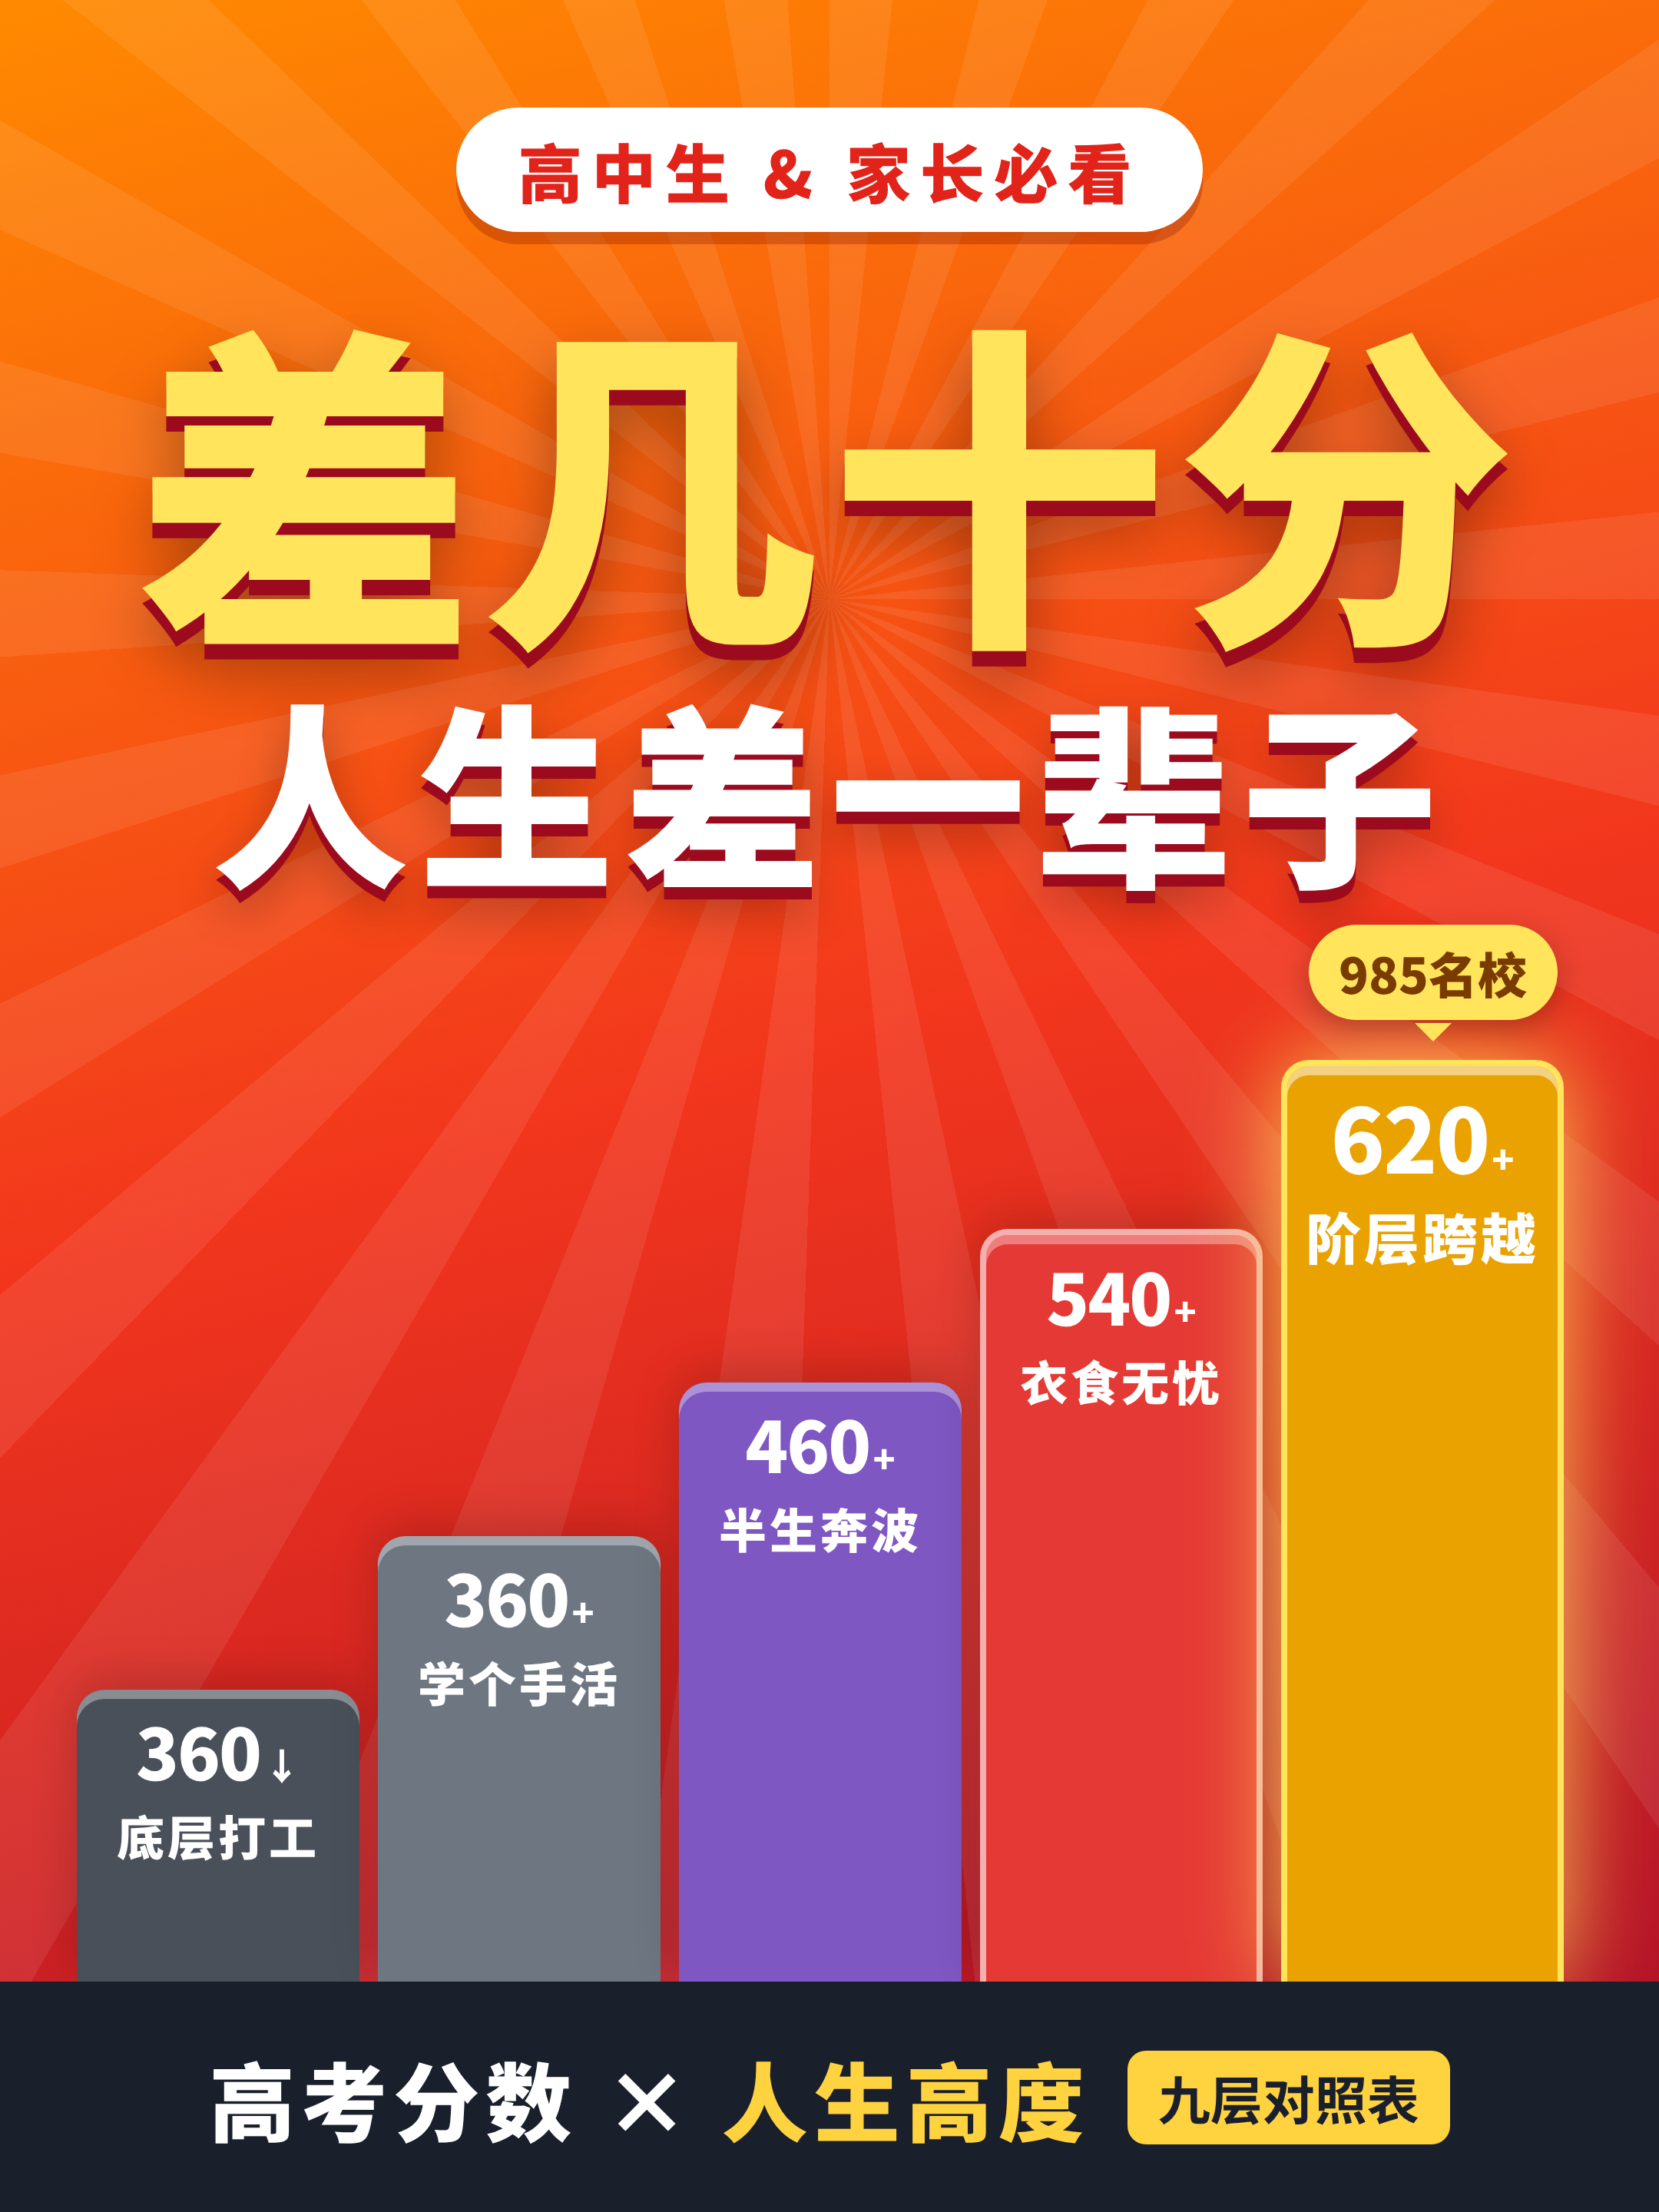 高中生 & 家长必看
差几十分
人生差一辈子
985名校
620+
阶层跨越
540+
衣食无忧
460+
半生奔波
360+
学个手活
360↓
底层打工
高考分数 × 人生高度 九层对照表